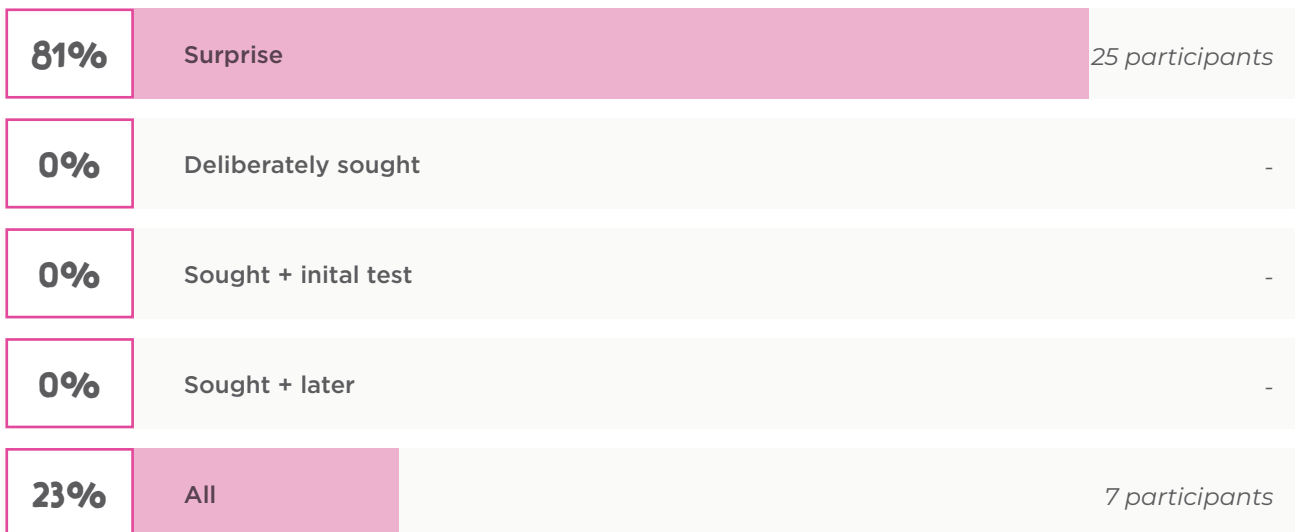 81% Surprise 25 participants
0% Deliberately sought -
0% Sought + inital test -
0% Sought + later -
23% All 7 participants